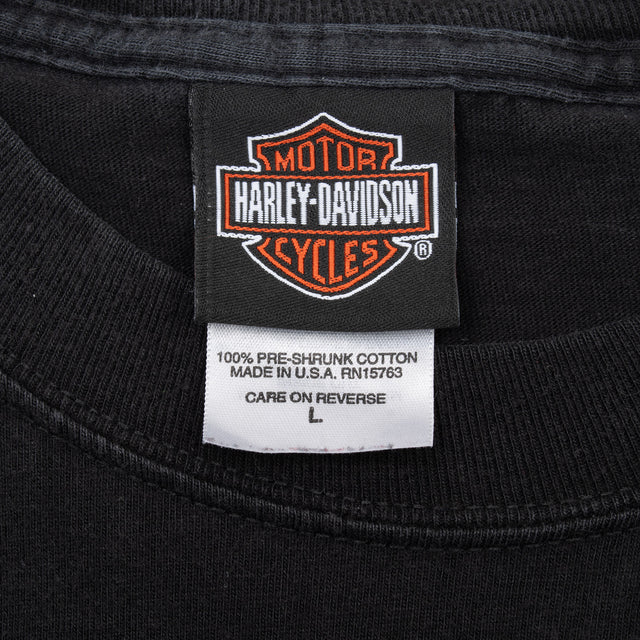 MOTOR
HARLEY-DAVIDSON
CYCLES
®
100% PRE-SHRUNK COTTON
MADE IN U.S.A. RN15763
CARE ON REVERSE
L.